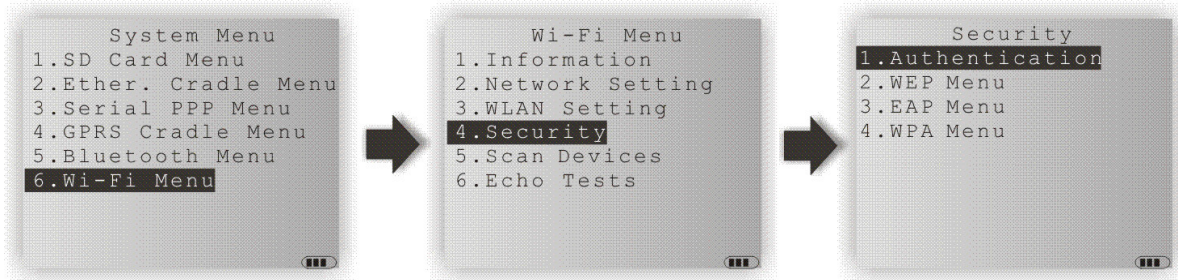 System Menu
1.SD Card Menu
2.Ether. Cradle Menu
3.Serial PPP Menu
4.GPRS Cradle Menu
5.Bluetooth Menu
6.Wi-Fi Menu
Wi-Fi Menu
1.Information
2.Network Setting
3.WLAN Setting
4.Security
5.Scan Devices
6.Echo Tests
Security
1.Authentication
2.WEP Menu
3.EAP Menu
4.WPA Menu